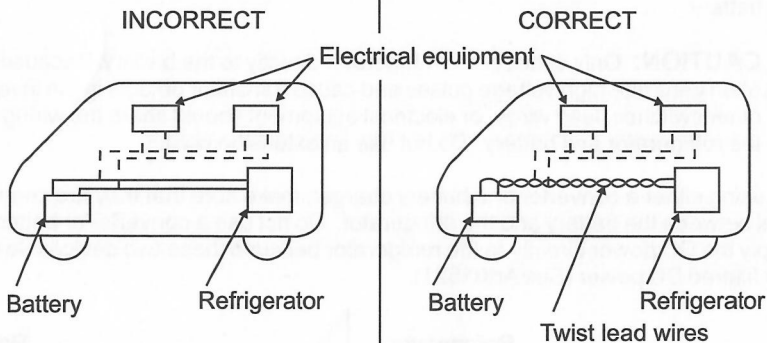 INCORRECT
CORRECT
Electrical equipment
Battery
Refrigerator
Battery
Refrigerator
Twist lead wires